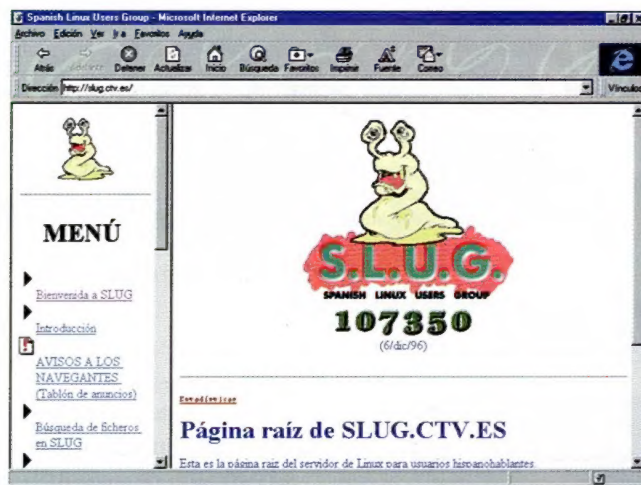 Spanish Linux Users Group - Microsoft Internet Explorer
Archivo Edición Ver Ir a Favoritos Ayuda
Atrás Detener Actualizar Inicio Búsqueda Favoritos Imprimir Fuente Correo
Dirección http://slug.ctv.es/ Vínculos
MENÚ
Bienvenida a SLUG
Introducción
AVISOS A LOS
NAVEGANTES
(Tablón de anuncios)
Búsqueda de ficheros
en SLUG
S.L.U.G.
SPANISH LINUX USERS GROUP
107350
(6/dic/96)
Estadísticas
Página raíz de SLUG.CTV.ES
Esta es la página raiz del servidor de Linux para usuarios hispanohablantes